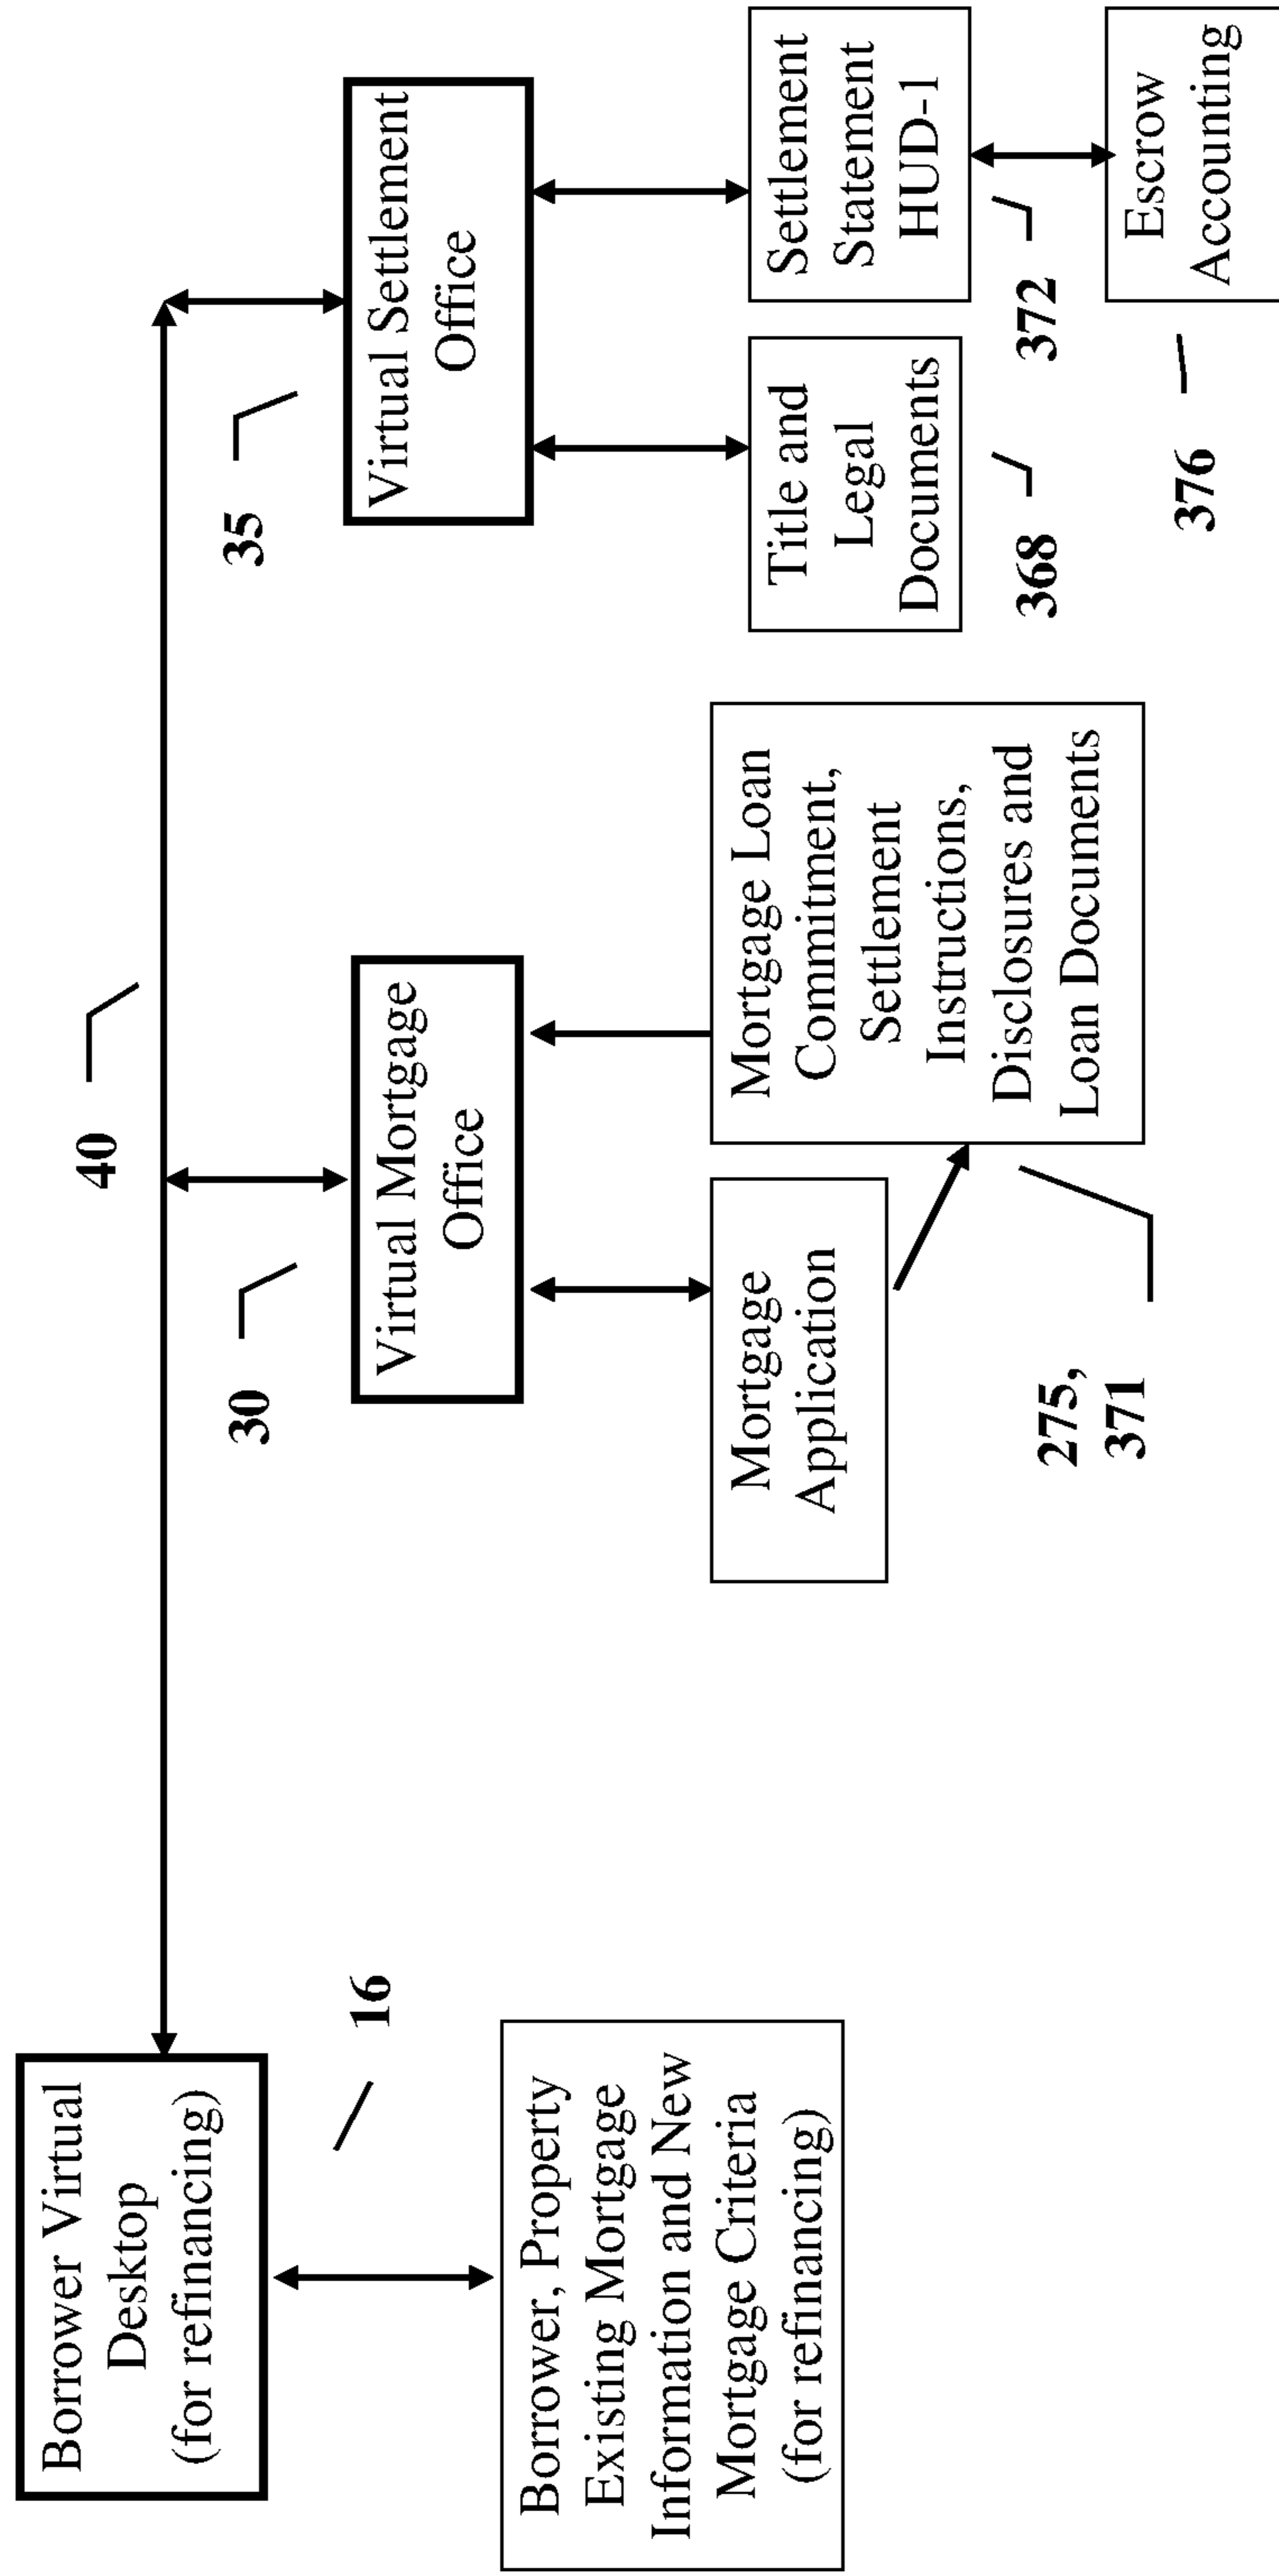 Borrower Virtual
Desktop
(for refinancing)
16
Borrower, Property
Existing Mortgage
Information and New
Mortgage Criteria
(for refinancing)
40
30
Virtual Mortgage
Office
Mortgage
Application
275,
371
Mortgage Loan
Commitment,
Settlement
Instructions,
Disclosures and
Loan Documents
35
Virtual Settlement
Office
Title and
Legal
Documents
368
Settlement
Statement
HUD-1
372
376
Escrow
Accounting